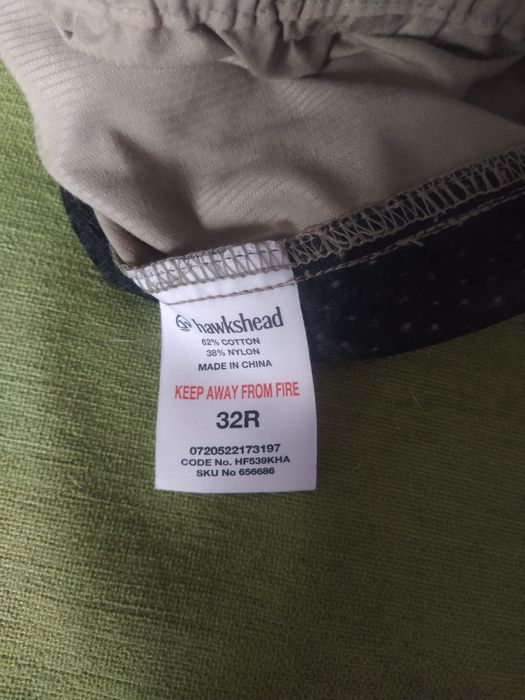 hawkshead
62% COTTON
38% NYLON
MADE IN CHINA
KEEP AWAY FROM FIRE
32R
0720522173197
CODE No. HF539KHA
SKU No 656686